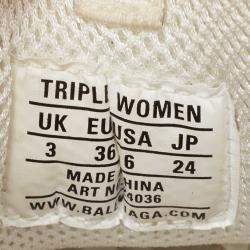 TRIPL WOMEN
UK EU USA JP
3 36 6 24
MADE CHINA
ART N 4036
WWW.BAL AGA.COM